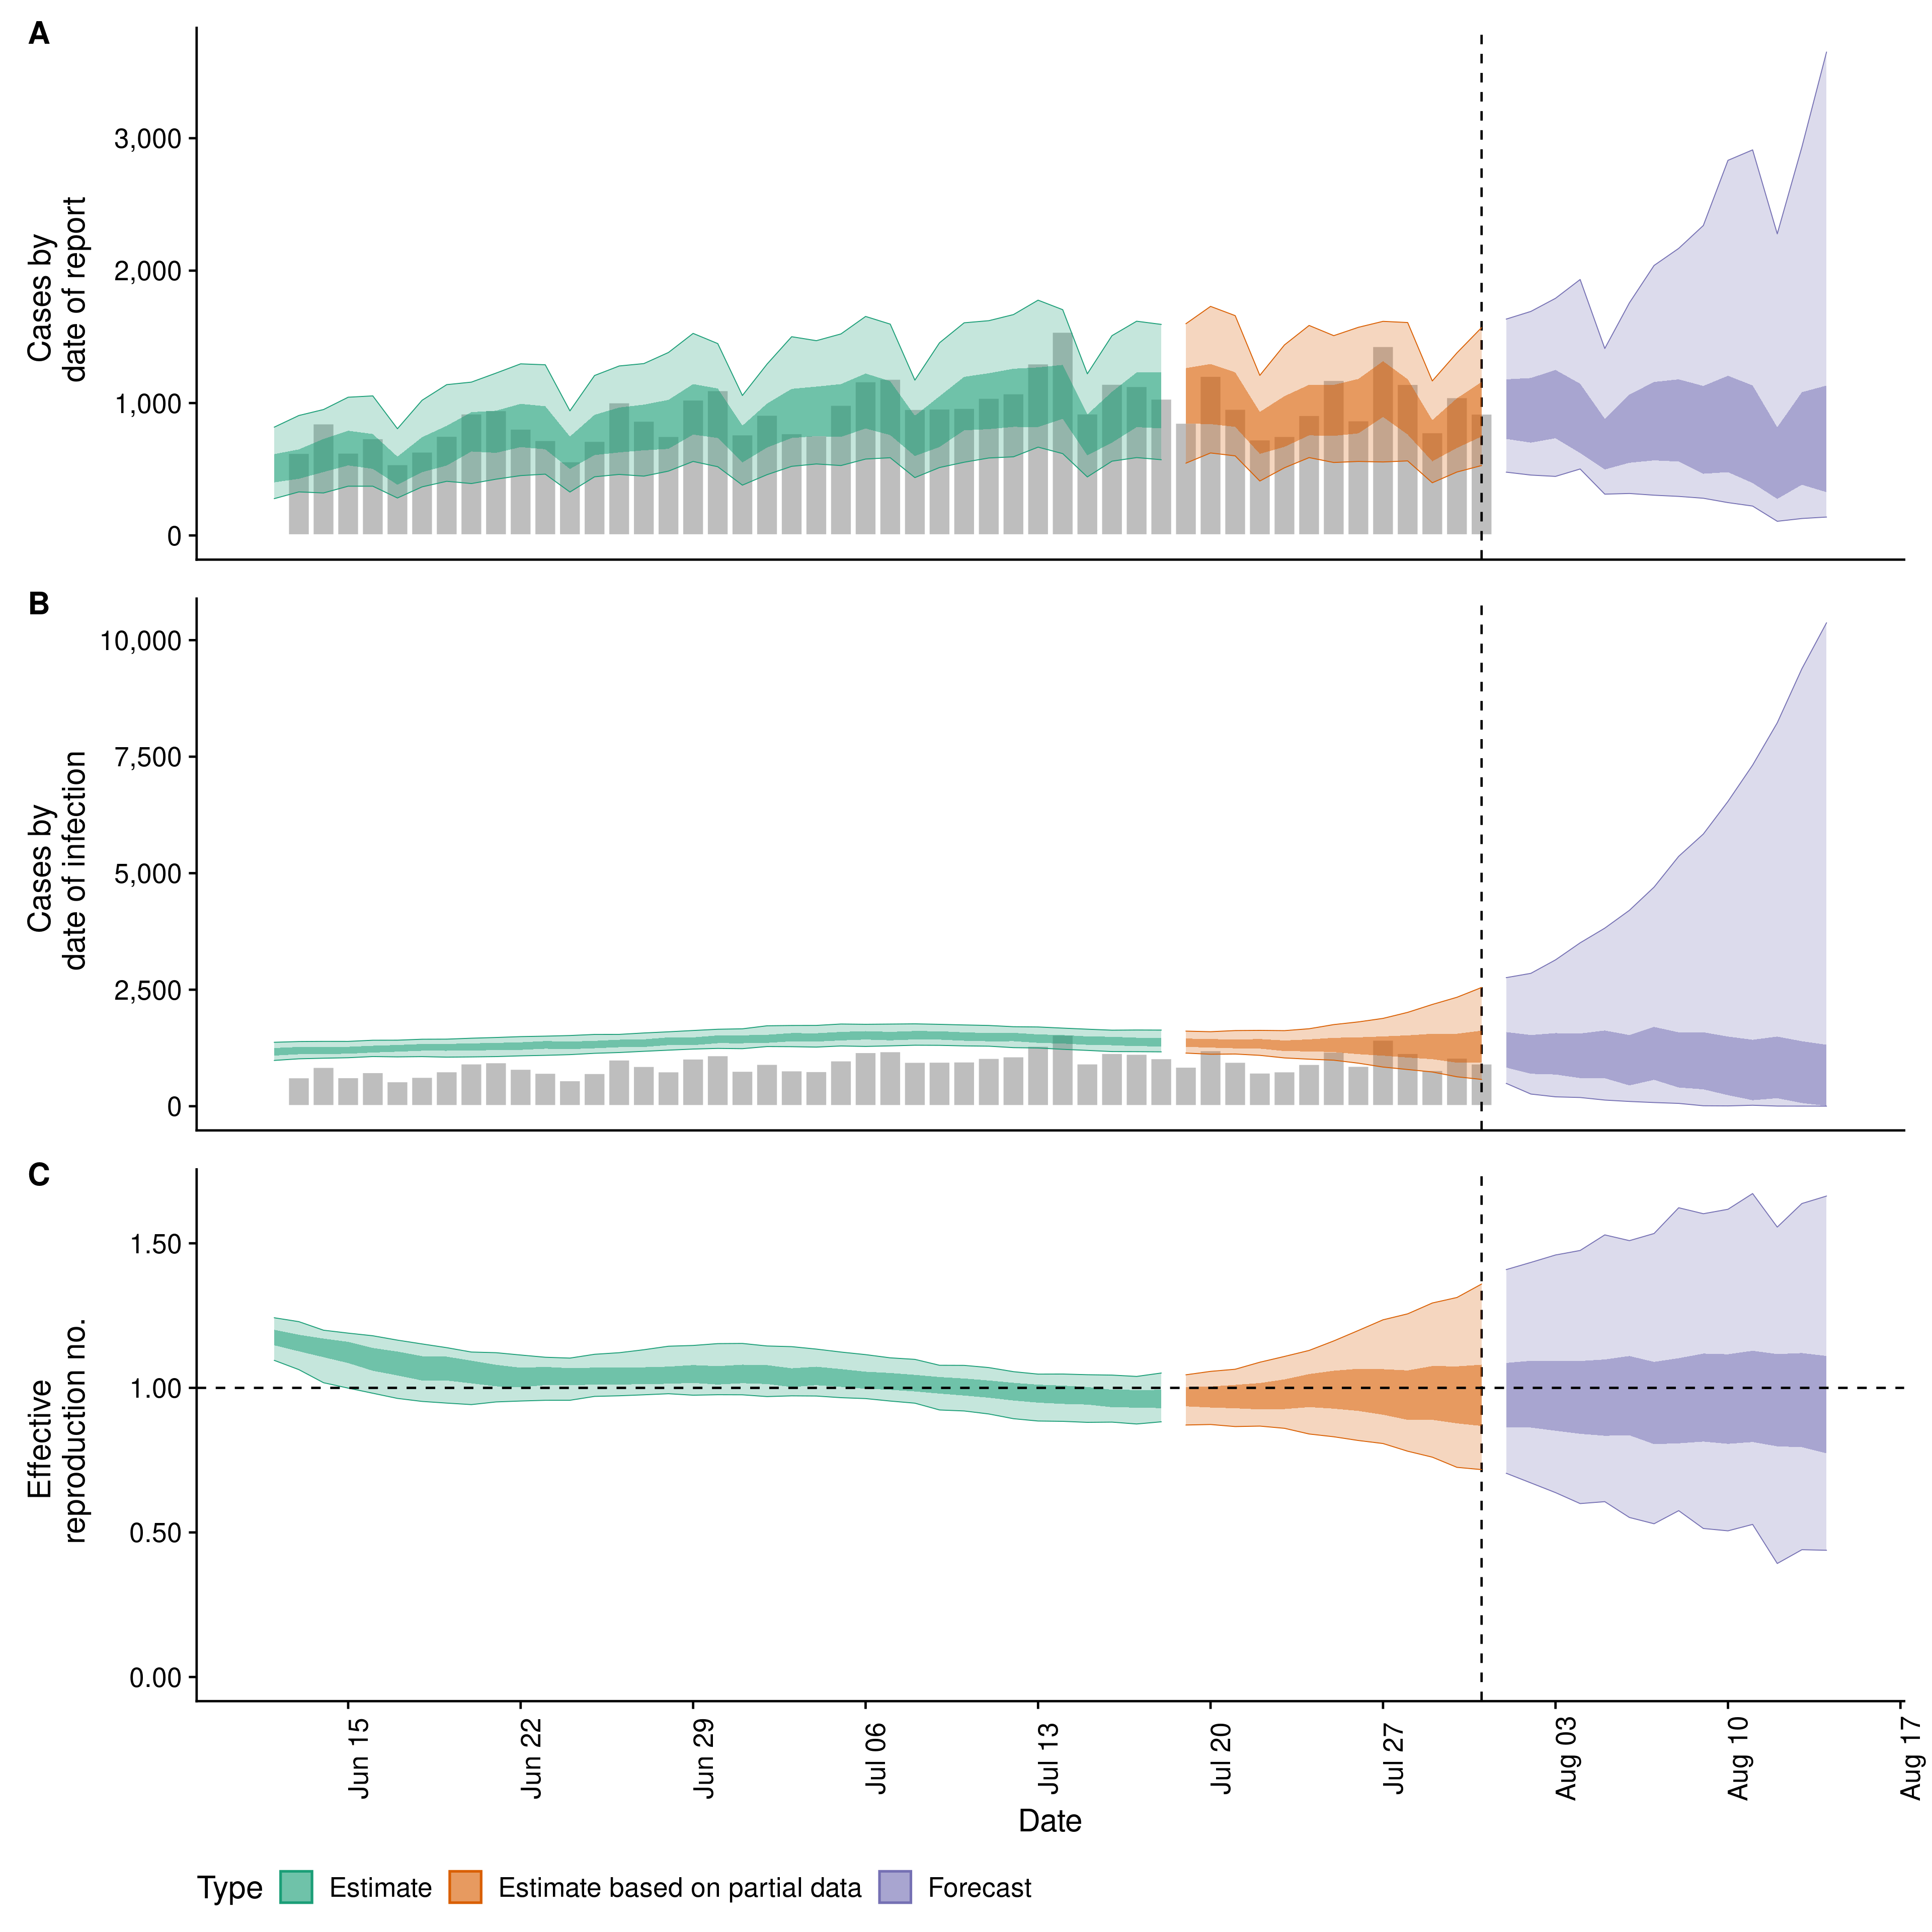 A
Cases by
date of report
3,000
2,000
1,000
0
B
Cases by
date of infection
10,000
7,500
5,000
2,500
0
C
Effective
reproduction no.
1.50
1.00
0.50
0.00
Jun 15
Jun 22
Jun 29
Jul 06
Jul 13
Jul 20
Jul 27
Aug 03
Aug 10
Aug 17
Date
Type Estimate Estimate based on partial data Forecast